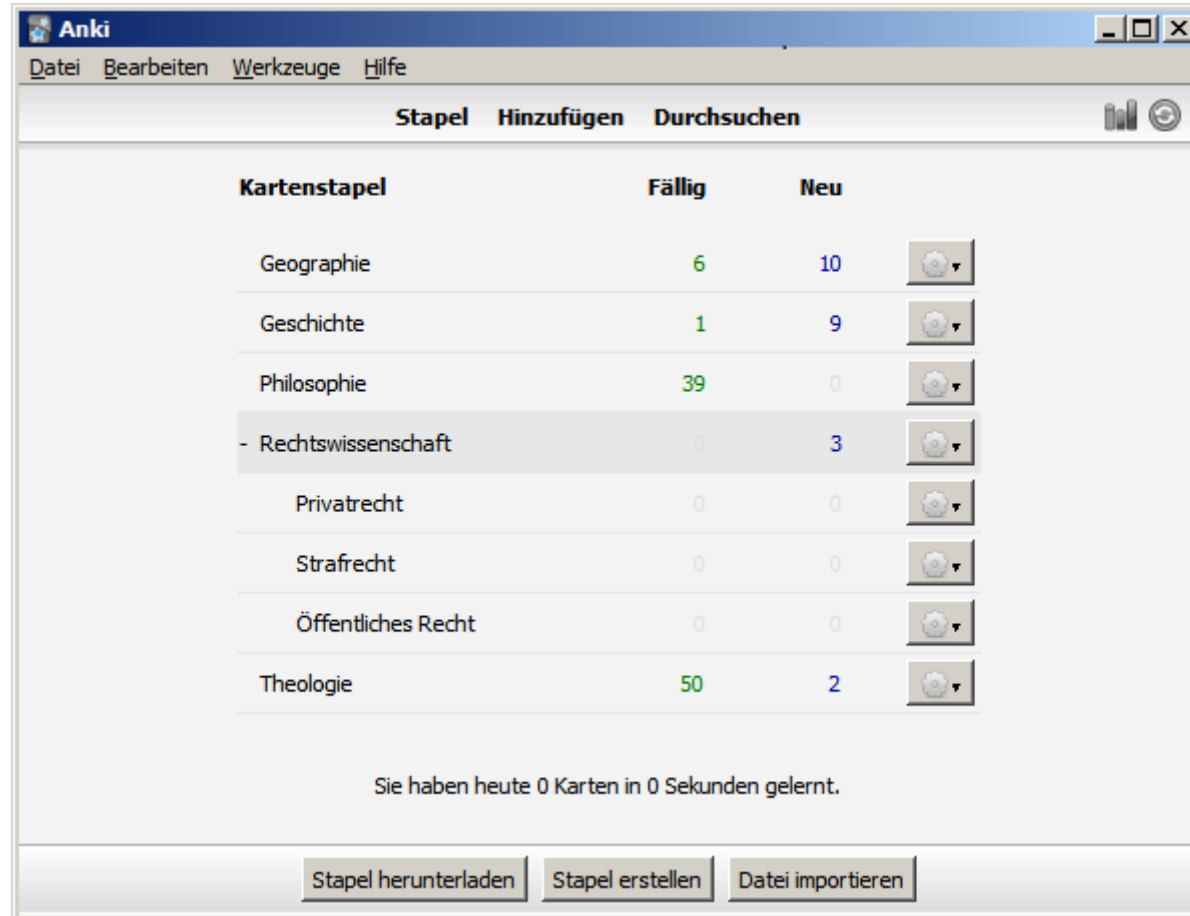 Anki
Datei Bearbeiten Werkzeuge Hilfe
Stapel Hinzufügen Durchsuchen
Kartenstapel Fällig Neu
Geographie 6 10
Geschichte 1 9
Philosophie 39 0
- Rechtswissenschaft 0 3
Privatrecht 0 0
Strafrecht 0 0
Öffentliches Recht 0 0
Theologie 50 2
Sie haben heute 0 Karten in 0 Sekunden gelernt.
Stapel herunterladen Stapel erstellen Datei importieren